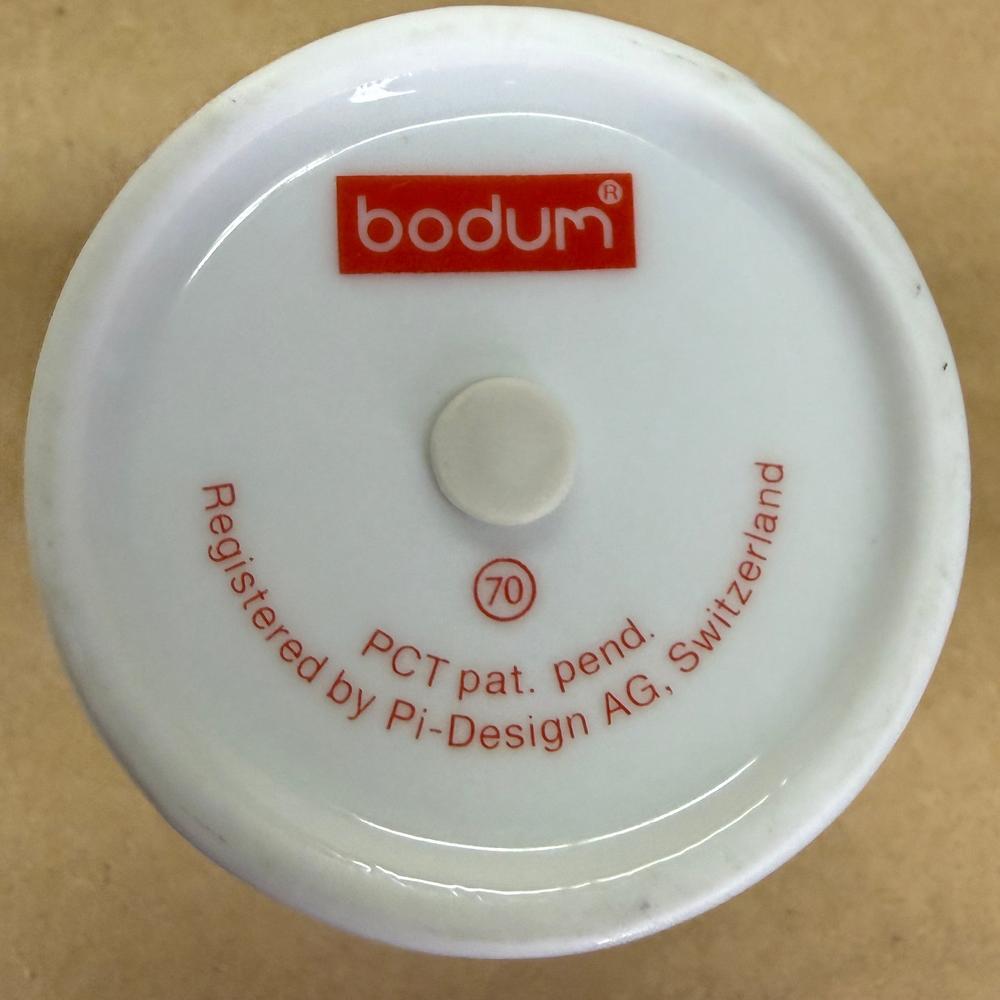 bodum®
70
PCT pat. pend.
Registered by Pi-Design AG, Switzerland